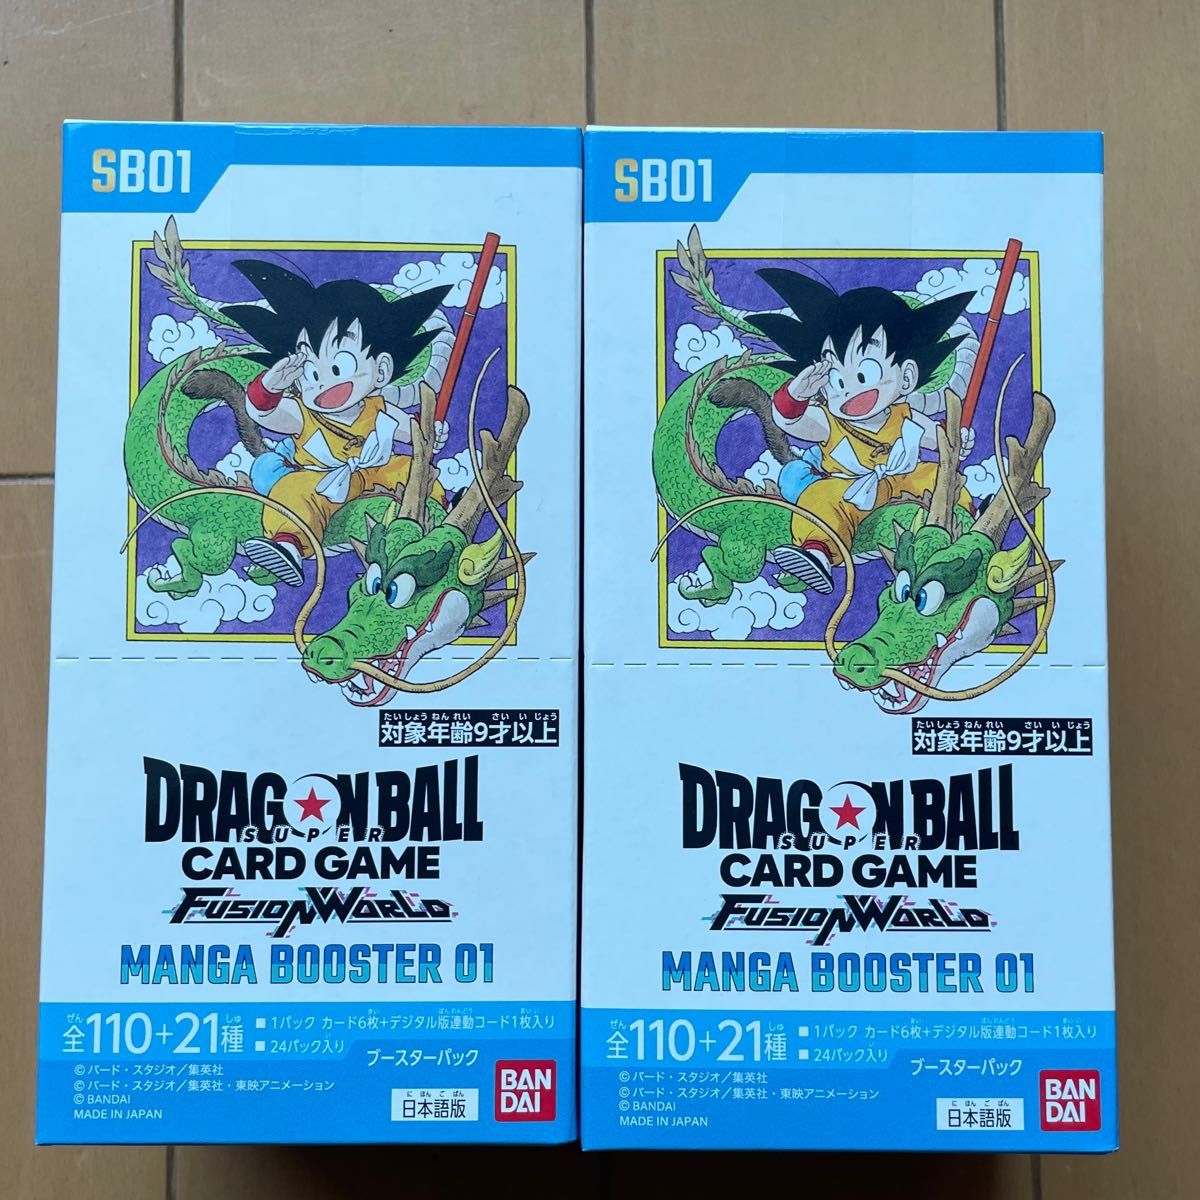 SB01
たいしょうねんれい さいいじょう
対象年齢9才以上
DRAGON BALL
SUPER
CARD GAME
FUSION WORLD
MANGA BOOSTER 01
ぜん しゅ まい ばんれんどう まいい
全110+21種 ■1パック カード6枚+デジタル版連動コード1枚入り
い
■24パック入り
ブースターパック
©バード・スタジオ/集英社
©バード・スタジオ/集英社・東映アニメーション
©BANDAI
MADE IN JAPAN
にほんごばん
日本語版
BAN
DAI
SB01
たいしょうねんれい さいいじょう
対象年齢9才以上
DRAGON BALL
SUPER
CARD GAME
FUSION WORLD
MANGA BOOSTER 01
ぜん しゅ まい ばんれんどう まいい
全110+21種 ■1パック カード6枚+デジタル版連動コード1枚入り
い
■24パック入り
ブースターパック
©バード・スタジオ/集英社
©バード・スタジオ/集英社・東映アニメーション
©BANDAI
MADE IN JAPAN
にほんごばん
日本語版
BAN
DAI